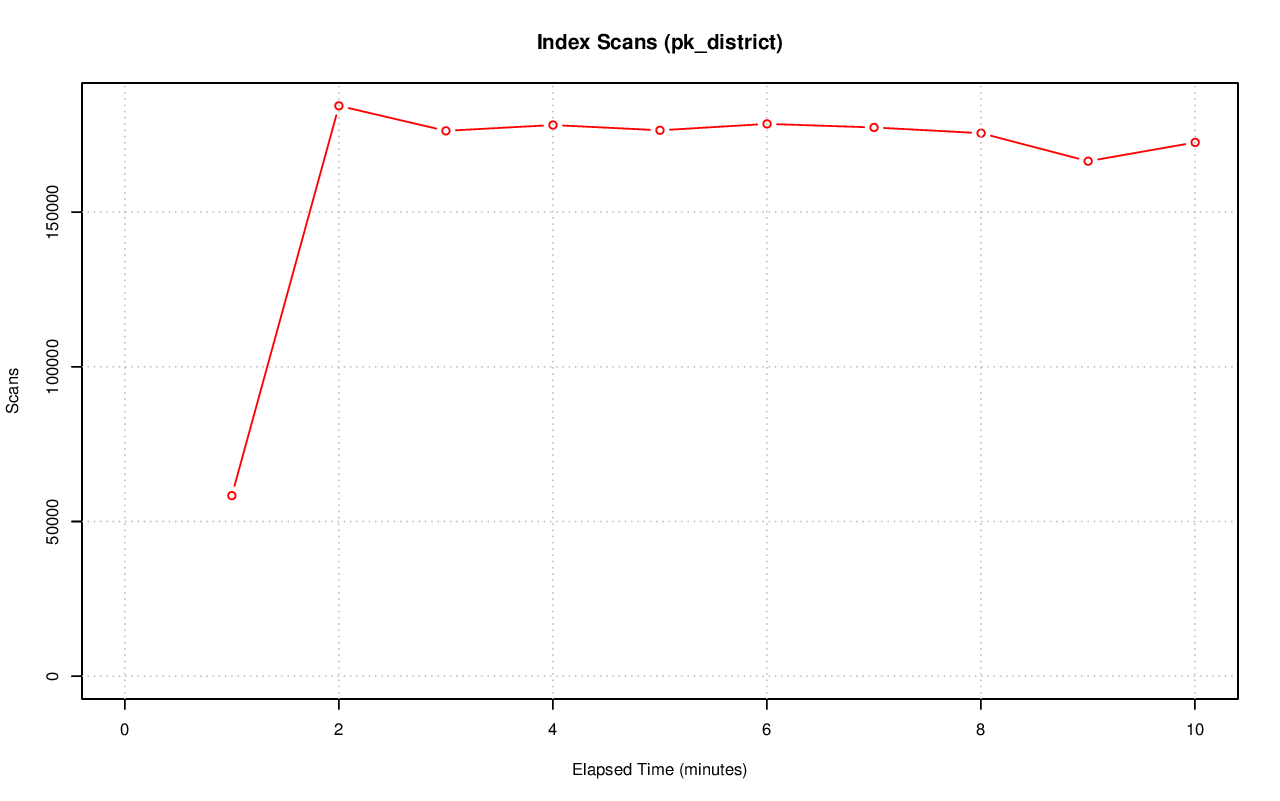 Index Scans (pk_district)
Scans
150000
100000
50000
0
0 2 4 6 8 10
Elapsed Time (minutes)